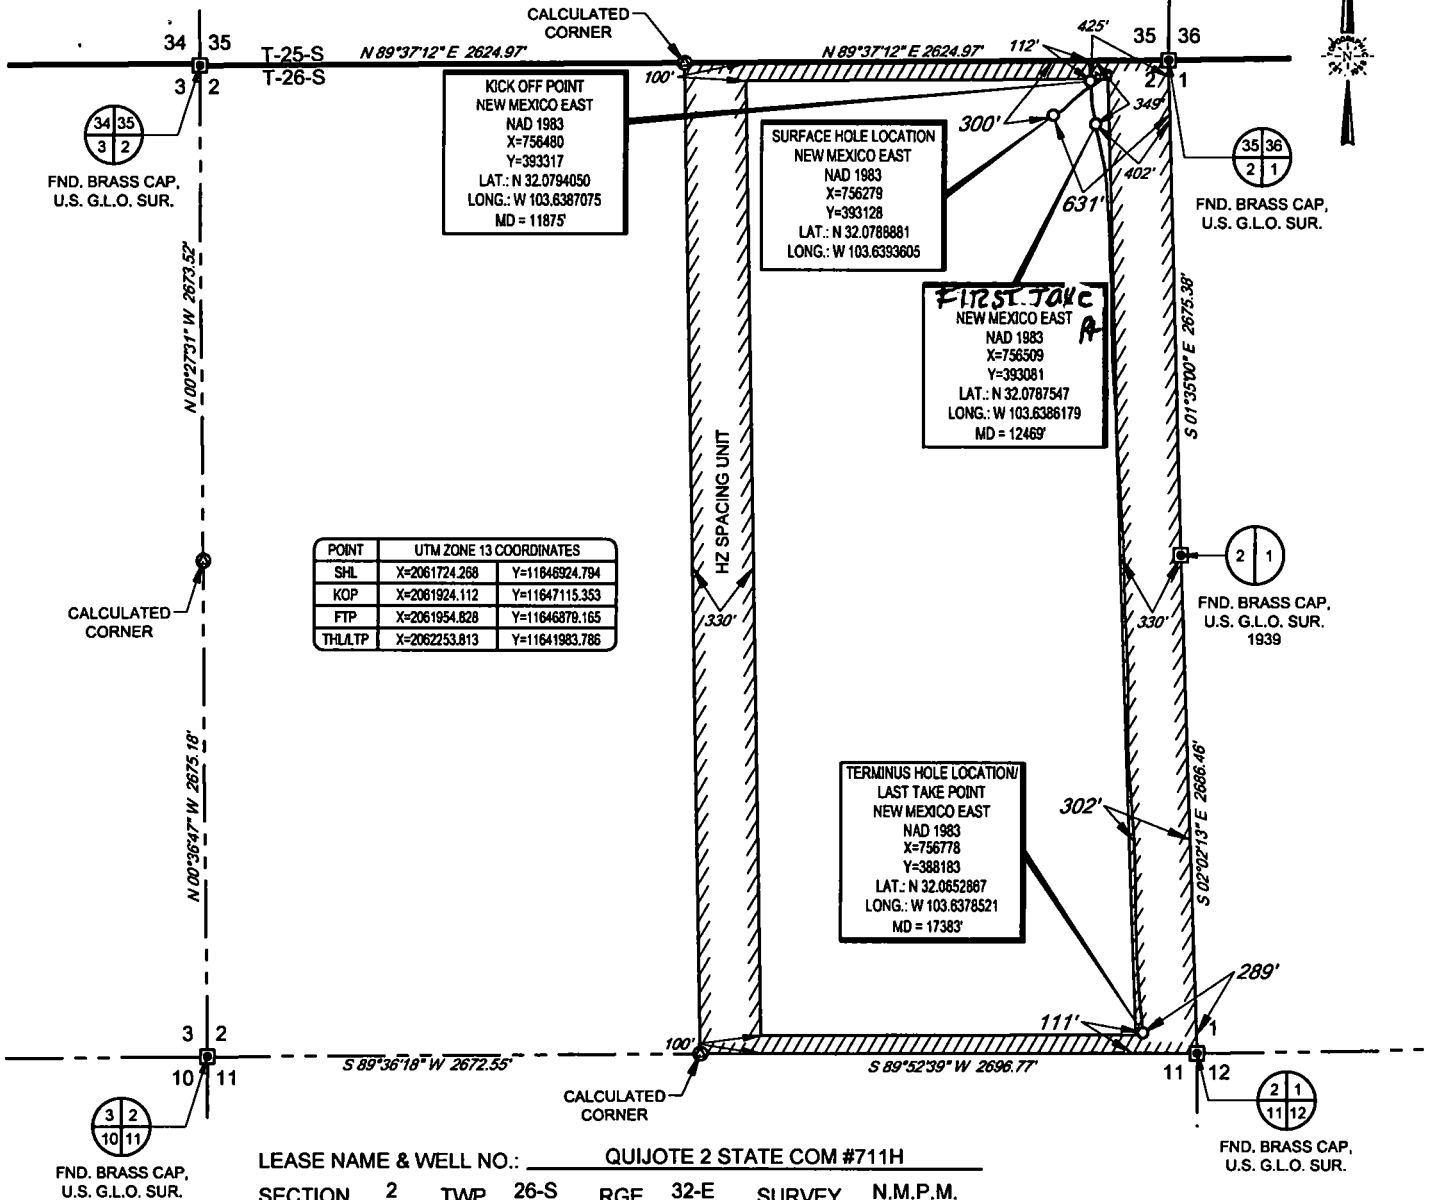 CALCULATED
CORNER
34 35
T-25-S
T-26-S
3 2
N 89°37'12" E 2624.97'
N 89°37'12" E 2624.97'
112'
425'
35 36
2 1
100'
300'
349'
402'
631'
34 35
3 2
FND. BRASS CAP,
U.S. G.L.O. SUR.
KICK OFF POINT
NEW MEXICO EAST
NAD 1983
X=756480
Y=393317
LAT.: N 32.0794050
LONG.: W 103.6387075
MD = 11875'
SURFACE HOLE LOCATION
NEW MEXICO EAST
NAD 1983
X=756279
Y=393128
LAT.: N 32.0788881
LONG.: W 103.6393605
35 36
2 1
FND. BRASS CAP,
U.S. G.L.O. SUR.
FIRST TAKE
Pt
NEW MEXICO EAST
NAD 1983
X=756509
Y=393081
LAT.: N 32.0787547
LONG.: W 103.6386179
MD = 12469'
N 00°27'31" W 2673.52'
S 01°35'00" E 2675.38'
HZ SPACING UNIT
POINT UTM ZONE 13 COORDINATES
SHL X=2061724.268 Y=11646924.794
KOP X=2061924.112 Y=11647115.353
FTP X=2061954.828 Y=11646879.165
THL/LTP X=2062253.813 Y=11641983.786
330'
330'
CALCULATED
CORNER
2 1
FND. BRASS CAP,
U.S. G.L.O. SUR.
1939
N 00°36'47" W 2675.18'
S 02°02'13" E 2686.46'
TERMINUS HOLE LOCATION/
LAST TAKE POINT
NEW MEXICO EAST
NAD 1983
X=756778
Y=388183
LAT.: N 32.0652867
LONG.: W 103.6378521
MD = 17383'
302'
289'
111'
100'
3 2
10 11
S 89°36'18" W 2672.55'
S 89°52'39" W 2696.77'
1
11 12
CALCULATED
CORNER
3 2
10 11
FND. BRASS CAP,
U.S. G.L.O. SUR.
2 1
11 12
FND. BRASS CAP,
U.S. G.L.O. SUR.
LEASE NAME & WELL NO.: QUIJOTE 2 STATE COM #711H
SECTION 2 TWP 26-S RGE 32-E SURVEY N.M.P.M.